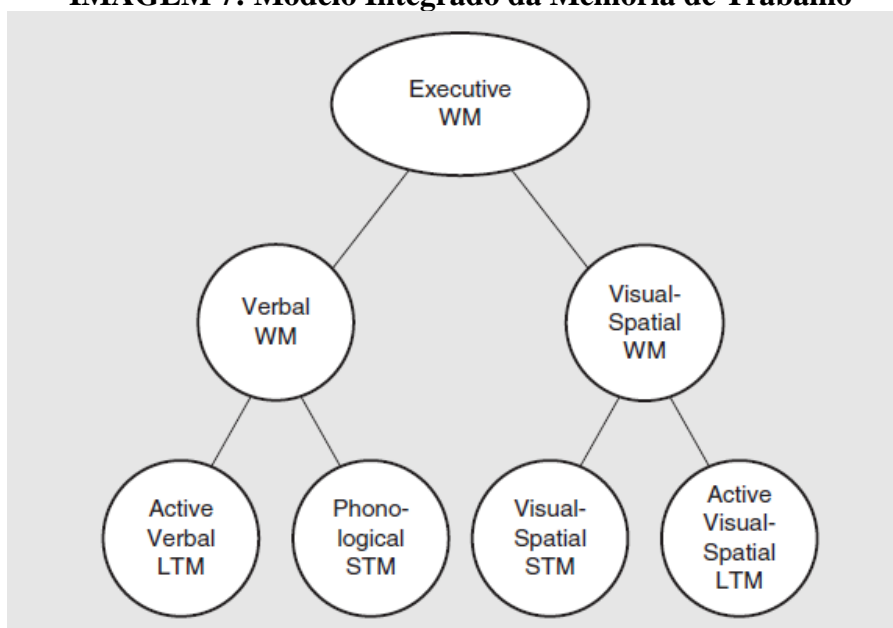 IMAGEM 7: Modelo Integrado da Memória de Trabalho
Executive
WM
Verbal
WM
Visual-
Spatial
WM
Active
Verbal
LTM
Phono-
logical
STM
Visual-
Spatial
STM
Active
Visual-
Spatial
LTM